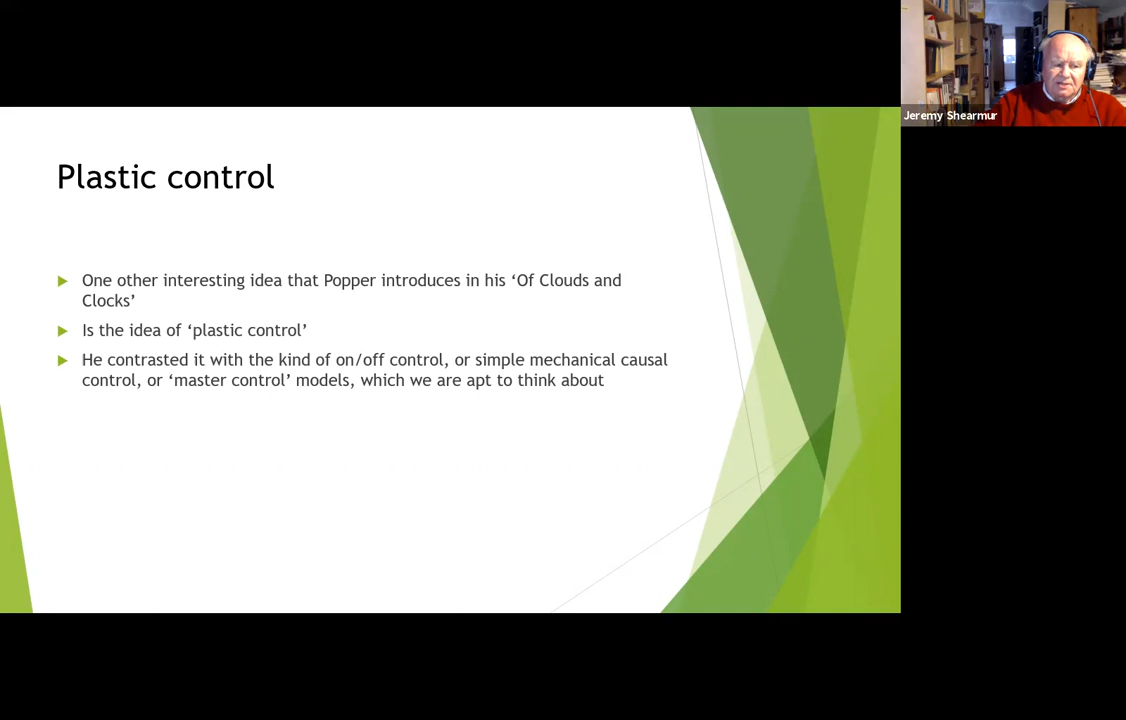 Jeremy Shearmur
Plastic control
One other interesting idea that Popper introduces in his ‘Of Clouds and
Clocks’
Is the idea of ‘plastic control’
He contrasted it with the kind of on/off control, or simple mechanical causal
control, or ‘master control’ models, which we are apt to think about